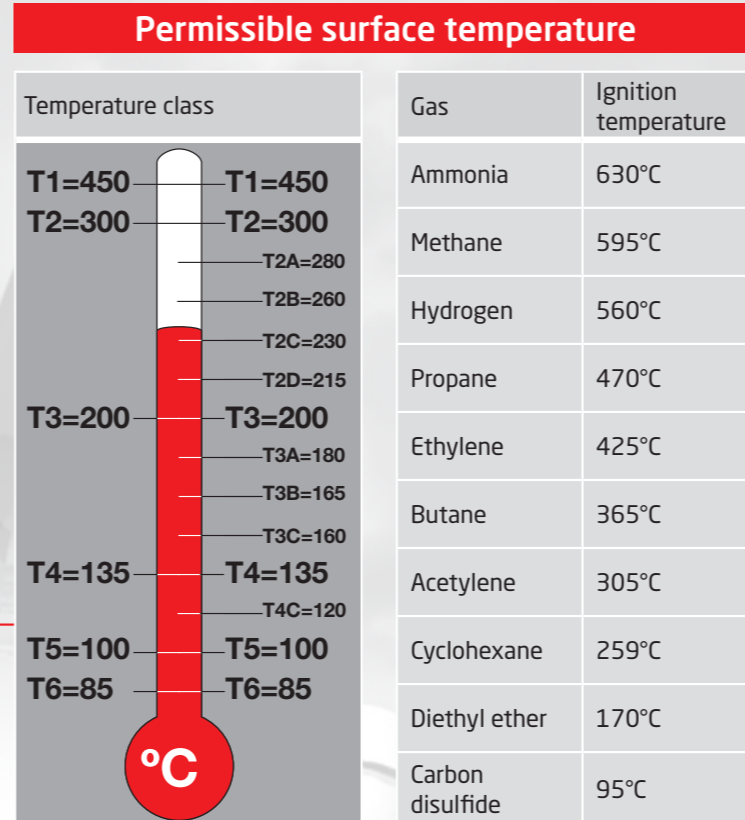 Permissible surface temperature
Temperature class
T1=450 T1=450
T2=300 T2=300
T2A=280
T2B=260
T2C=230
T2D=215
T3=200 T3=200
T3A=180
T3B=165
T3C=160
T4=135 T4=135
T4C=120
T5=100 T5=100
T6=85 T6=85
ºC
Gas Ignition
temperature
Ammonia 630°C
Methane 595°C
Hydrogen 560°C
Propane 470°C
Ethylene 425°C
Butane 365°C
Acetylene 305°C
Cyclohexane 259°C
Diethyl ether 170°C
Carbon
disulfide 95°C